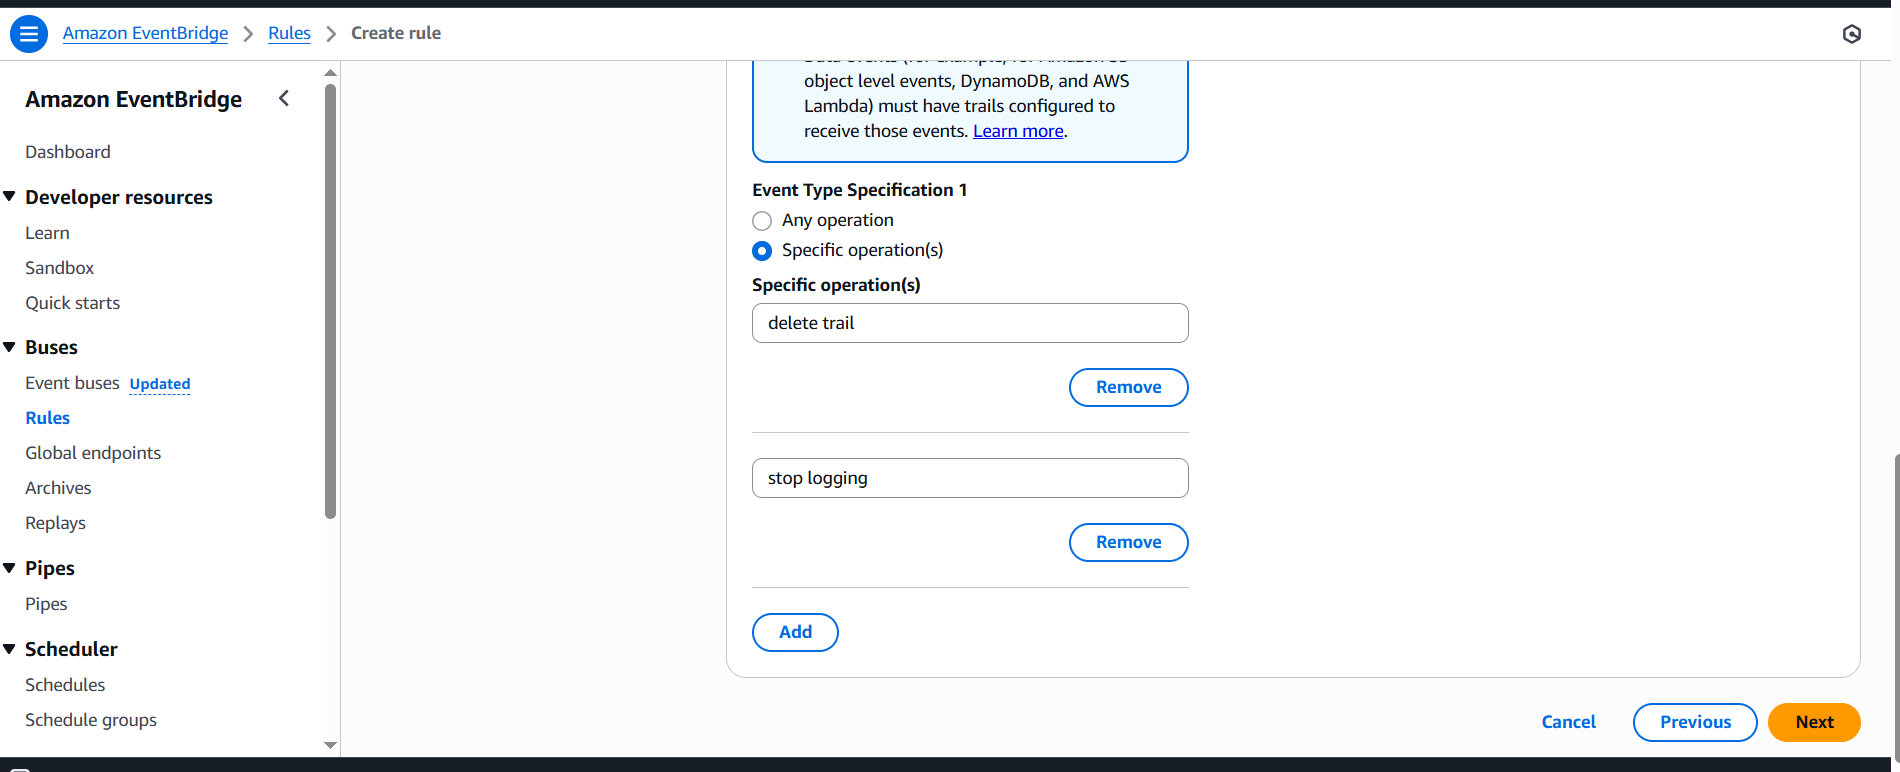 Amazon EventBridge > Rules > Create rule
Amazon EventBridge
Dashboard
Developer resources
Learn
Sandbox
Quick starts
Buses
Event buses Updated
Rules
Global endpoints
Archives
Replays
Pipes
Pipes
Scheduler
Schedules
Schedule groups
object level events, DynamoDB, and AWS
Lambda) must have trails configured to
receive those events. Learn more.
Event Type Specification 1
Any operation
Specific operation(s)
Specific operation(s)
delete trail
Remove
stop logging
Remove
Add
Cancel
Previous
Next